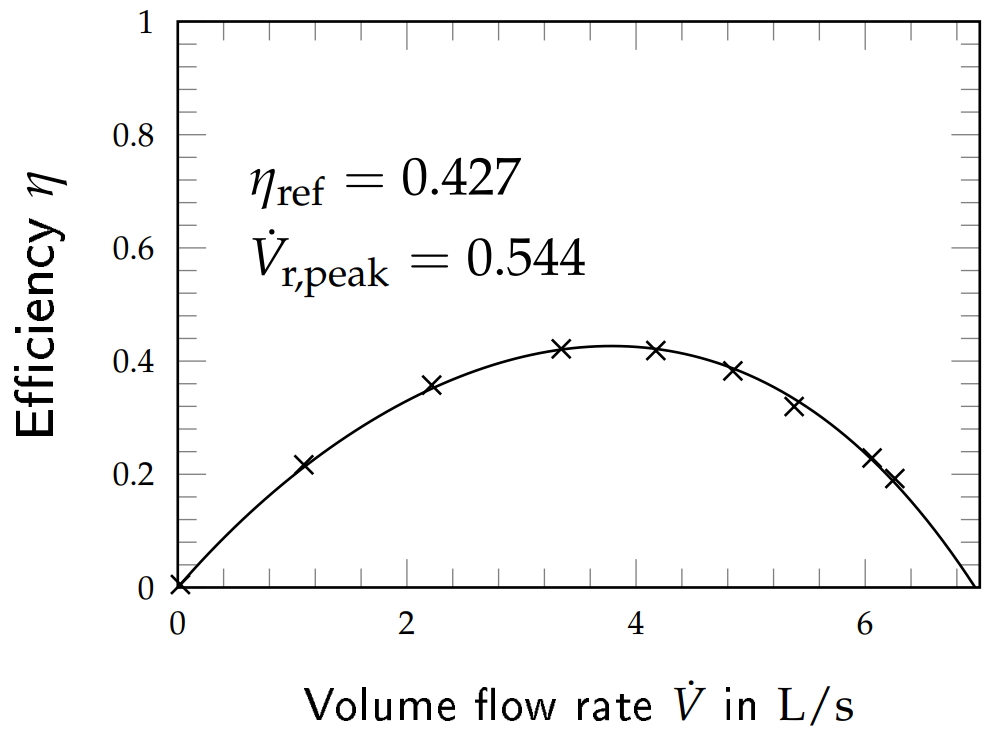 1
0.8
η_ref = 0.427
0.6
V̇_r,peak = 0.544
0.4
0.2
0
0 2 4 6
Efficiency η
Volume flow rate V̇ in L/s